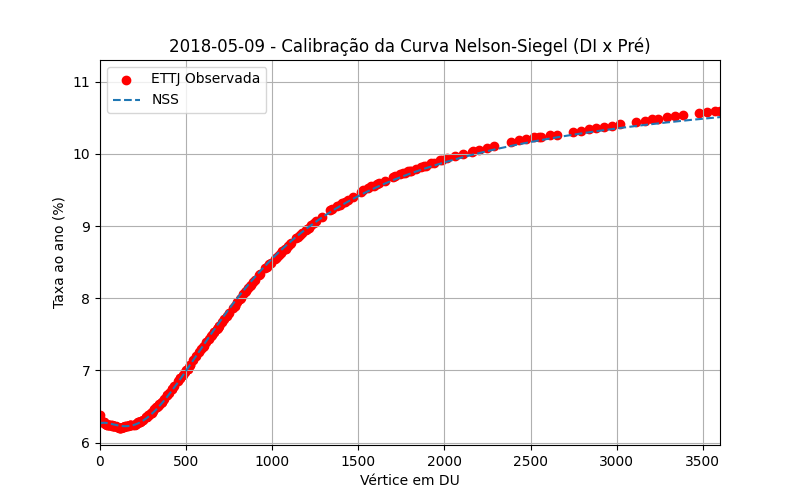 2018-05-09 - Calibração da Curva Nelson-Siegel (DI x Pré)
ETTJ Observada
NSS
11
10
9
8
7
6
Taxa ao ano (%)
0 500 1000 1500 2000 2500 3000 3500
Vértice em DU